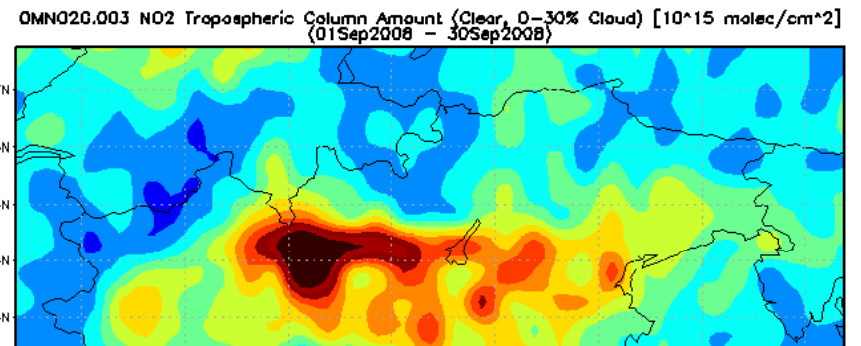 OMNO2G.003 NO2 Tropospheric Column Amount (Clear, 0-30% Cloud) [10^15 molec/cm^2]
(01Sep2008 - 30Sep2008)
N
N
N
N
N